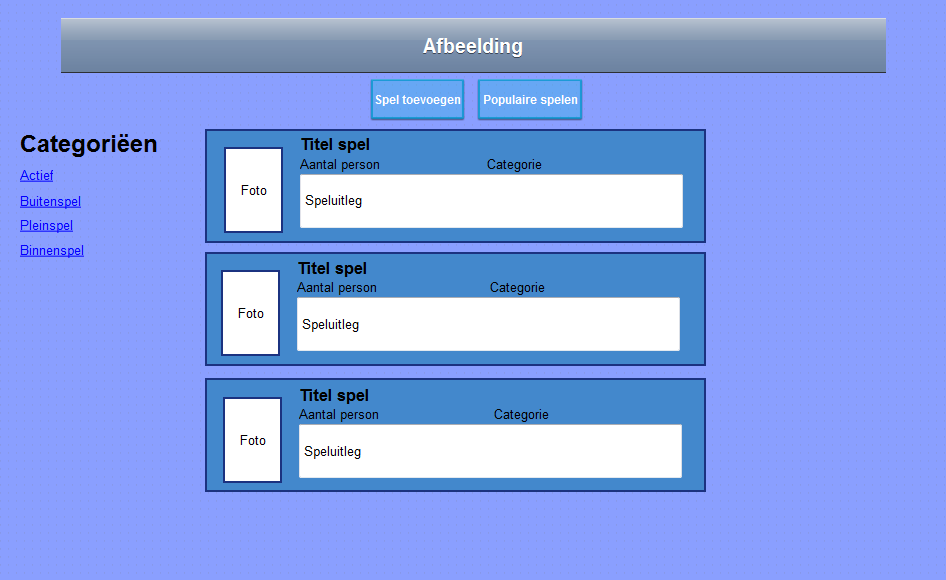 Afbeelding
Spel toevoegen Populaire spelen
Categoriëen
Actief
Buitenspel
Pleinspel
Binnenspel
Titel spel
Aantal person Categorie
Foto
Speluitleg
Titel spel
Aantal person Categorie
Foto
Speluitleg
Titel spel
Aantal person Categorie
Foto
Speluitleg